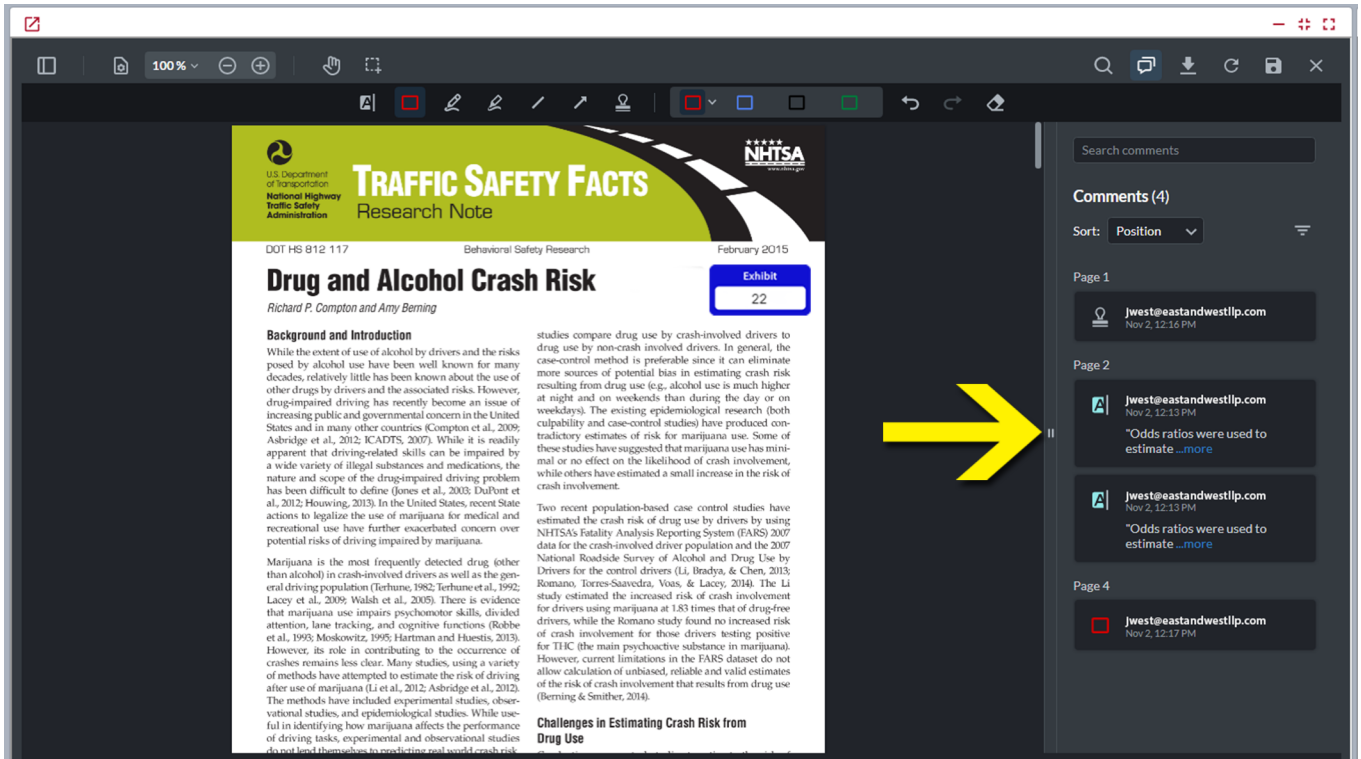 100 %
A
Search comments
Comments (4)
Sort: Position
Page 1
Jwest@eastandwestllp.com
Nov 2, 12:16 PM
Page 2
A
Jwest@eastandwestllp.com
Nov 2, 12:13 PM
"Odds ratios were used to
estimate ...more
A
Jwest@eastandwestllp.com
Nov 2, 12:13 PM
"Odds ratios were used to
estimate ...more
Page 4
Jwest@eastandwestllp.com
Nov 2, 12:17 PM
U.S. Department
of Transportation
National Highway
Traffic Safety
Administration
TRAFFIC SAFETY FACTS
Research Note
NHTSA
www.nhtsa.gov
DOT HS 812 117
Behavioral Safety Research
February 2015
Drug and Alcohol Crash Risk
Richard P. Compton and Amy Berning
Exhibit
22
Background and Introduction
While the extent of use of alcohol by drivers and the risks
posed by alcohol use have been well known for many
decades, relatively little has been known about the use of
other drugs by drivers and the associated risks. However,
drug-impaired driving has recently become an issue of
increasing public and governmental concern in the United
States and in many other countries (Compton et al., 2009;
Asbridge et al., 2012; ICADTS, 2007). While it is readily
apparent that driving-related skills can be impaired by
a wide variety of illegal substances and medications, the
nature and scope of the drug-impaired driving problem
has been difficult to define (Jones et al., 2003; DuPont et
al., 2012; Houwing, 2013). In the United States, recent State
actions to legalize the use of marijuana for medical and
recreational use have further exacerbated concern over
potential risks of driving impaired by marijuana.
Marijuana is the most frequently detected drug (other
than alcohol) in crash-involved drivers as well as the gen-
eral driving population (Terhune, 1982; Terhune et al., 1992;
Lacey et al., 2009; Walsh et al., 2005). There is evidence
that marijuana use impairs psychomotor skills, divided
attention, lane tracking, and cognitive functions (Robbe
et al., 1993; Moskowitz, 1995; Hartman and Huestis, 2013).
However, its role in contributing to the occurrence of
crashes remains less clear. Many studies, using a variety
of methods have attempted to estimate the risk of driving
after use of marijuana (Li et al., 2012; Asbridge et al., 2012).
The methods have included experimental studies, obser-
vational studies, and epidemiological studies. While use-
ful in identifying how marijuana affects the performance
of driving tasks, experimental and observational studies
do not lend themselves to predicting real world crash risk.
studies compare drug use by crash-involved drivers to
drug use by non-crash involved drivers. In general, the
case-control method is preferable since it can eliminate
more sources of potential bias in estimating crash risk
resulting from drug use (e.g., alcohol use is much higher
at night and on weekends than during the day or on
weekdays). The existing epidemiological research (both
culpability and case-control studies) have produced con-
tradictory estimates of risk for marijuana use. Some of
these studies have suggested that marijuana use has mini-
mal or no effect on the likelihood of crash involvement,
while others have estimated a small increase in the risk of
crash involvement.
Two recent population-based case control studies have
estimated the crash risk of drug use by drivers by using
NHTSA's Fatality Analysis Reporting System (FARS) 2007
data for the crash-involved driver population and the 2007
National Roadside Survey of Alcohol and Drug Use by
Drivers for the control drivers (Li, Bradya, & Chen, 2013;
Romano, Torres-Saavedra, Voas, & Lacey, 2014). The Li
study estimated the increased risk of crash involvement
for drivers using marijuana at 1.83 times that of drug-free
drivers, while the Romano study found no increased risk
of crash involvement for those drivers testing positive
for THC (the main psychoactive substance in marijuana).
However, current limitations in the FARS dataset do not
allow calculation of unbiased, reliable and valid estimates
of the risk of crash involvement that results from drug use
(Berning & Smither, 2014).
Challenges in Estimating Crash Risk from
Drug Use